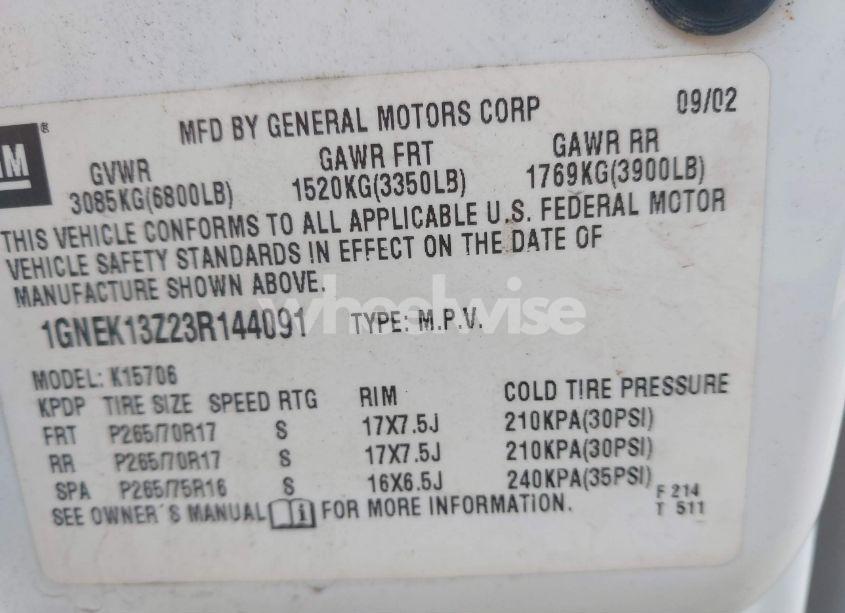 GM ®
MFD BY GENERAL MOTORS CORP 09/02
GVWR GAWR FRT GAWR RR
3085KG(6800LB) 1520KG(3350LB) 1769KG(3900LB)
THIS VEHICLE CONFORMS TO ALL APPLICABLE U.S. FEDERAL MOTOR
VEHICLE SAFETY STANDARDS IN EFFECT ON THE DATE OF
MANUFACTURE SHOWN ABOVE.
wheelwise
1GNEK13Z23R144091 TYPE: M.P.V.
MODEL: K15706
KPDP TIRE SIZE SPEED RTG RIM COLD TIRE PRESSURE
FRT P265/70R17 S 17X7.5J 210KPA(30PSI)
RR P265/70R17 S 17X7.5J 210KPA(30PSI)
SPA P265/75R16 S 16X6.5J 240KPA(35PSI)
SEE OWNER'S MANUAL i FOR MORE INFORMATION.
F 214
T 511